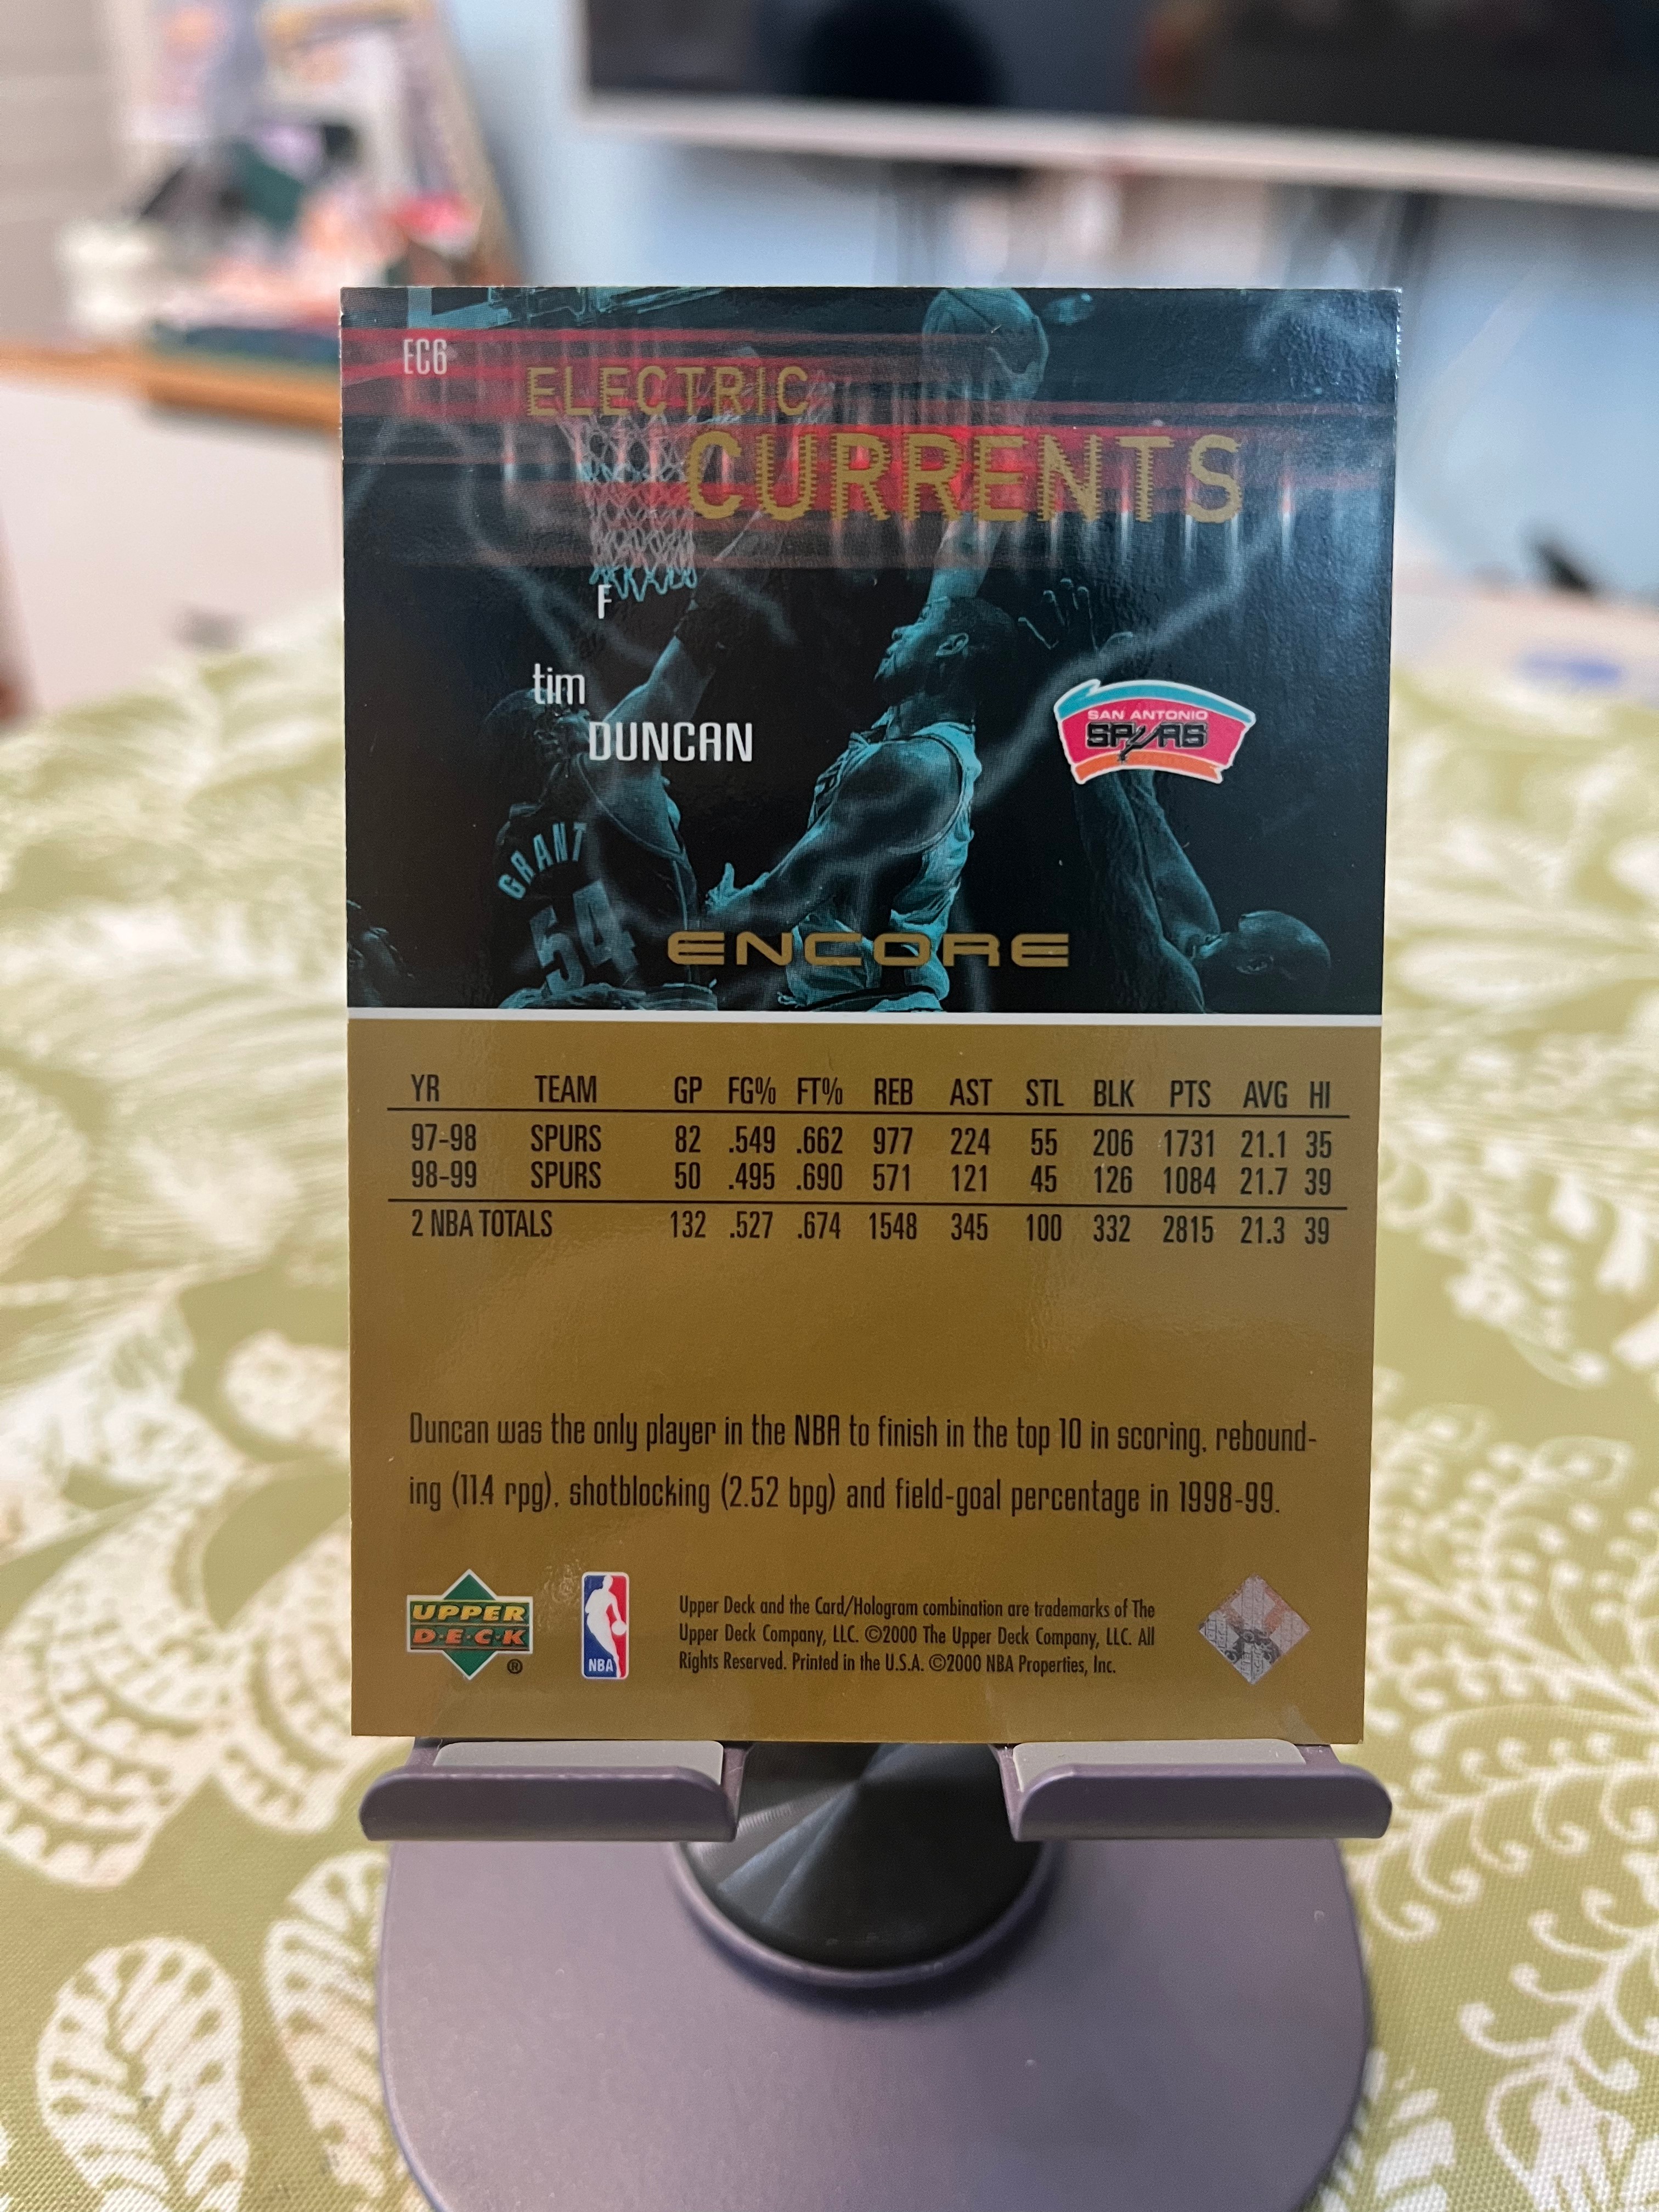 EC6
ELECTRIC
CURRENTS
F
tim
DUNCAN
SAN ANTONIO
SPURS
GRANT
54
ENCORE
YR TEAM GP FG% FT% REB AST STL BLK PTS AVG HI
97-98 SPURS 82 .549 .662 977 224 55 206 1731 21.1 35
98-99 SPURS 50 .495 .690 571 121 45 126 1084 21.7 39
2 NBA TOTALS 132 .527 .674 1548 345 100 332 2815 21.3 39
Duncan was the only player in the NBA to finish in the top 10 in scoring, rebound-
ing (11.4 rpg), shotblocking (2.52 bpg) and field-goal percentage in 1998-99.
UPPER
D·E·C·K
®
NBA
Upper Deck and the Card/Hologram combination are trademarks of The
Upper Deck Company, LLC. ©2000 The Upper Deck Company, LLC. All
Rights Reserved. Printed in the U.S.A. ©2000 NBA Properties, Inc.